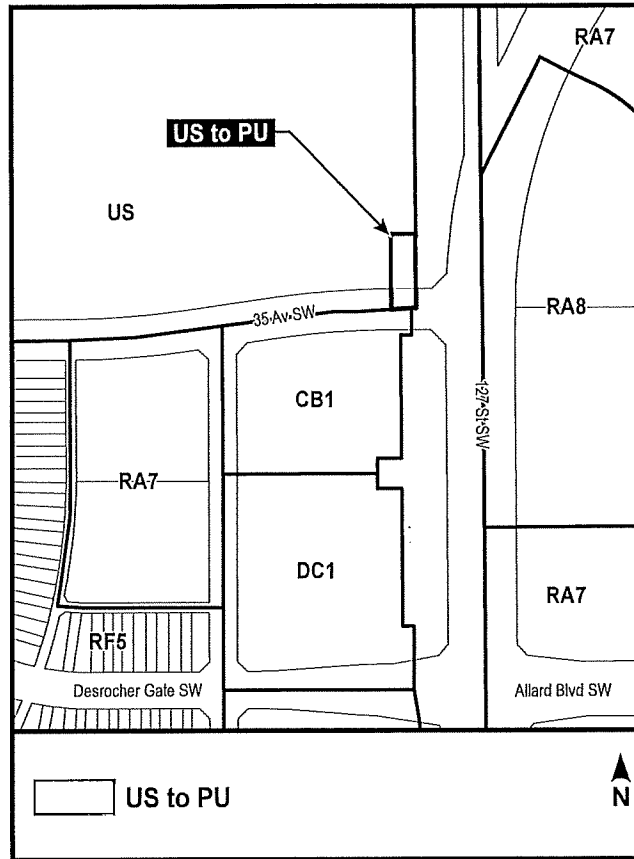 RA7
US to PU
US
RA8
35 Av SW
127 St SW
CB1
RA7
DC1
RA7
RF5
Desrocher Gate SW
Allard Blvd SW
US to PU
N